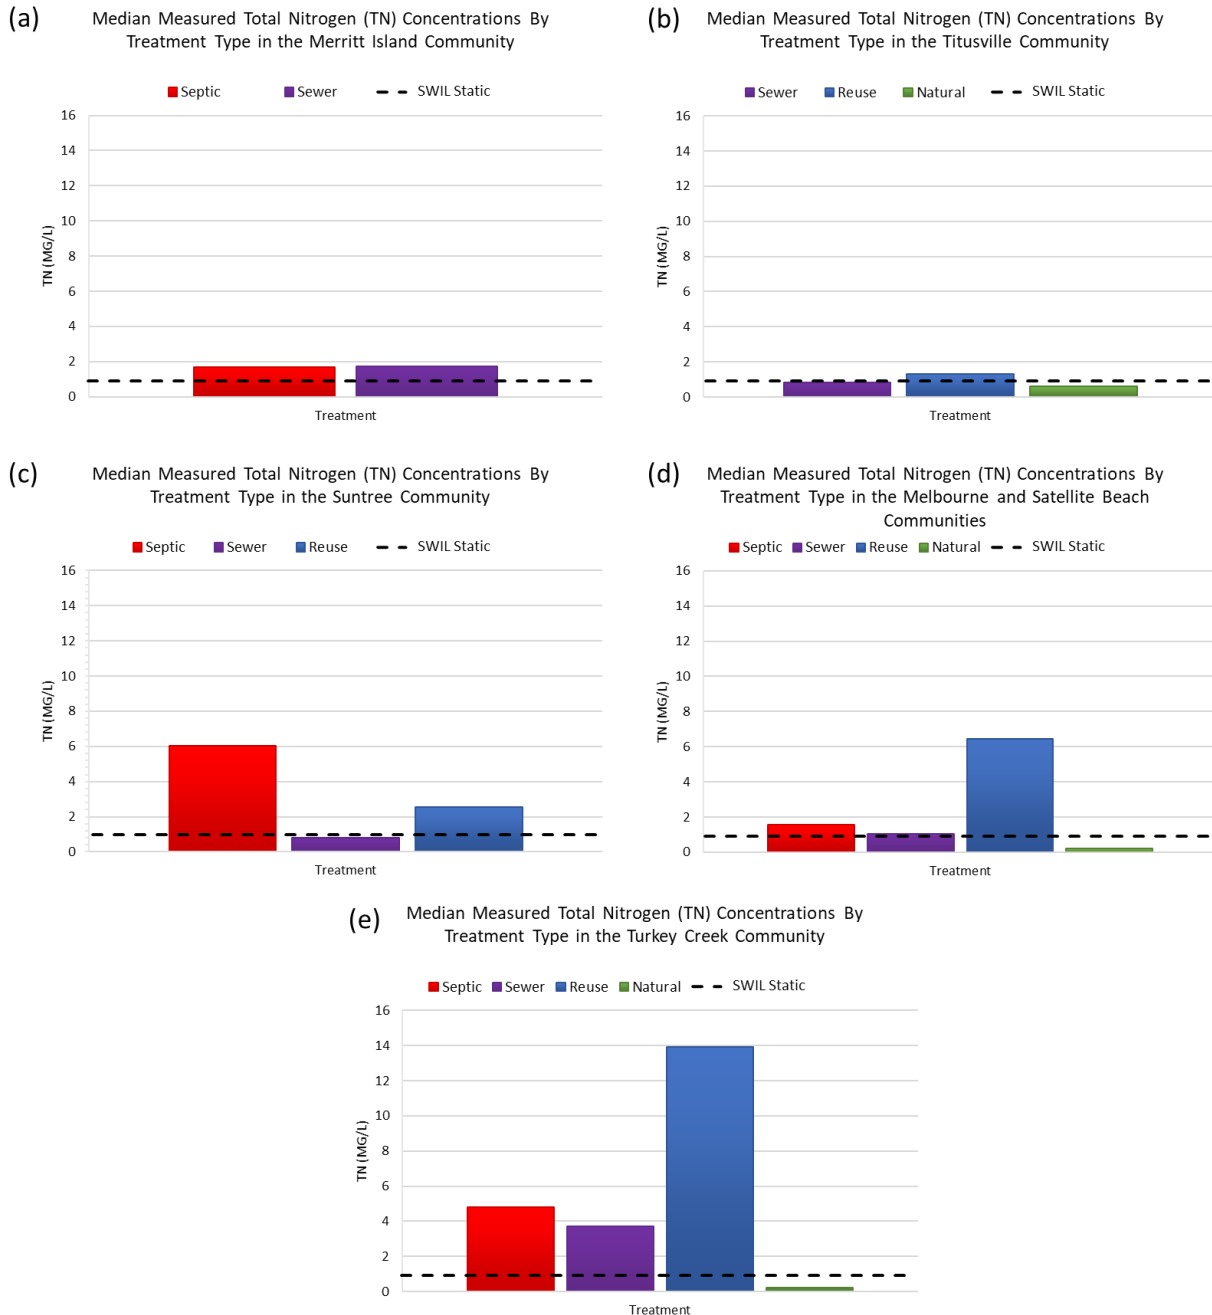 (a)
Median Measured Total Nitrogen (TN) Concentrations By
Treatment Type in the Merritt Island Community
Septic Sewer SWIL Static
16
14
12
10
8
6
4
2
0
TN (MG/L)
Treatment
(b)
Median Measured Total Nitrogen (TN) Concentrations By
Treatment Type in the Titusville Community
Sewer Reuse Natural SWIL Static
16
14
12
10
8
6
4
2
0
TN (MG/L)
Treatment
(c)
Median Measured Total Nitrogen (TN) Concentrations By
Treatment Type in the Suntree Community
Septic Sewer Reuse SWIL Static
16
14
12
10
8
6
4
2
0
TN (MG/L)
Treatment
(d)
Median Measured Total Nitrogen (TN) Concentrations By
Treatment Type in the Melbourne and Satellite Beach
Communities
Septic Sewer Reuse Natural SWIL Static
16
14
12
10
8
6
4
2
0
TN (MG/L)
Treatment
(e)
Median Measured Total Nitrogen (TN) Concentrations By
Treatment Type in the Turkey Creek Community
Septic Sewer Reuse Natural SWIL Static
16
14
12
10
8
6
4
2
0
TN (MG/L)
Treatment